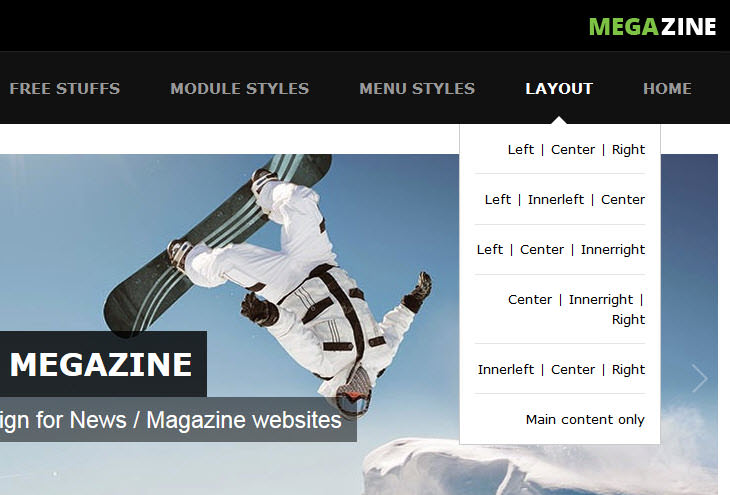 MEGAZINE
FREE STUFFS MODULE STYLES MENU STYLES LAYOUT HOME
Left | Center | Right
Left | Innerleft | Center
Left | Center | Innerright
Center | Innerright |
Right
Innerleft | Center | Right
Main content only
MEGAZINE
ign for News / Magazine websites